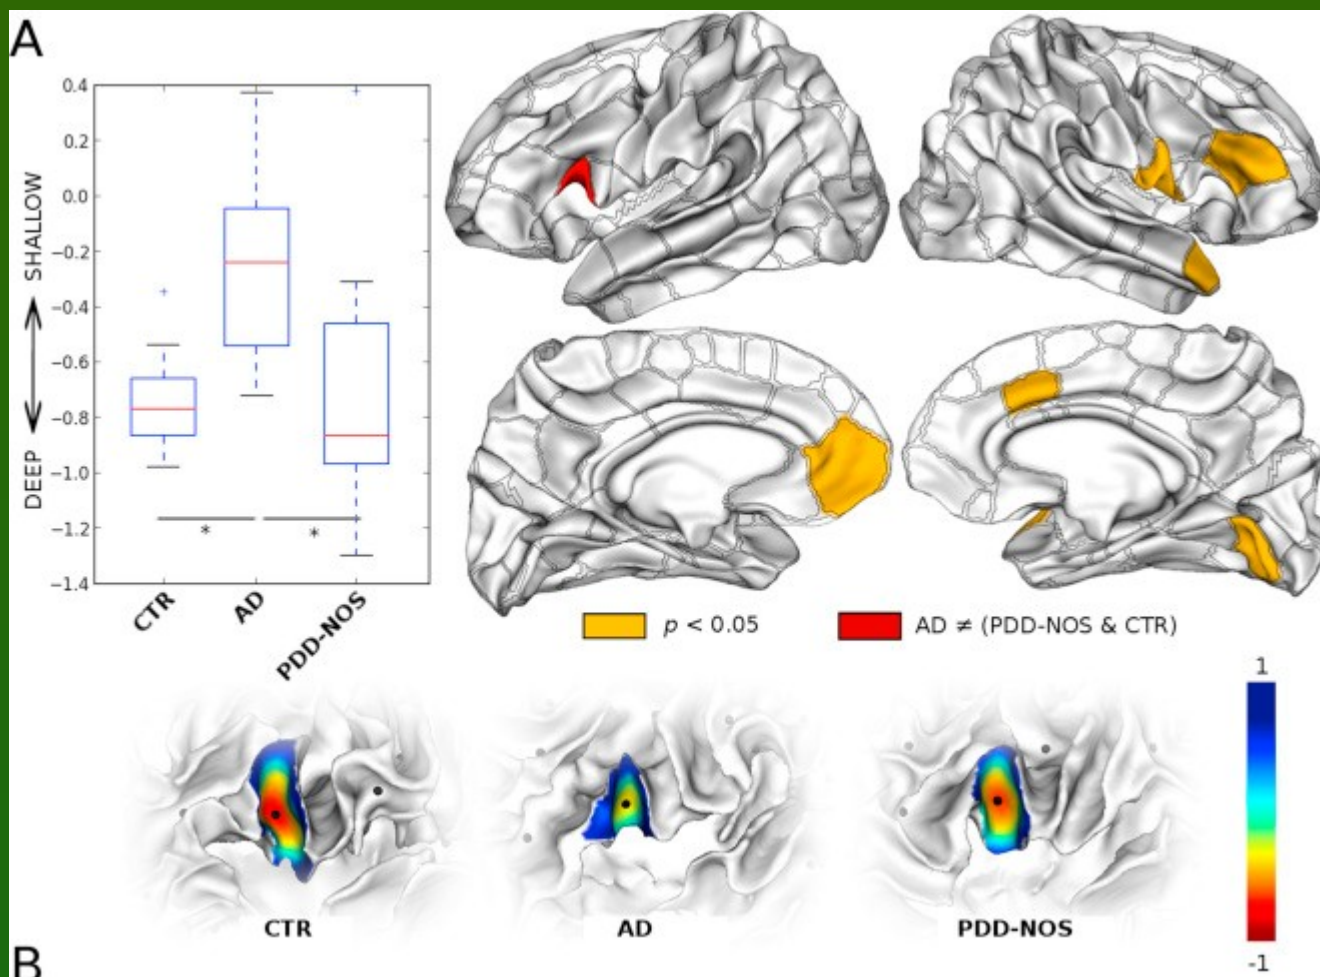 A
0.4
0.2
0.0
−0.2
−0.4
−0.6
−0.8
−1.0
−1.2
−1.4
DEEP
SHALLOW
*
*
CTR
AD
PDD-NOS
p < 0.05
AD ≠ (PDD-NOS & CTR)
1
-1
CTR
AD
PDD-NOS
B